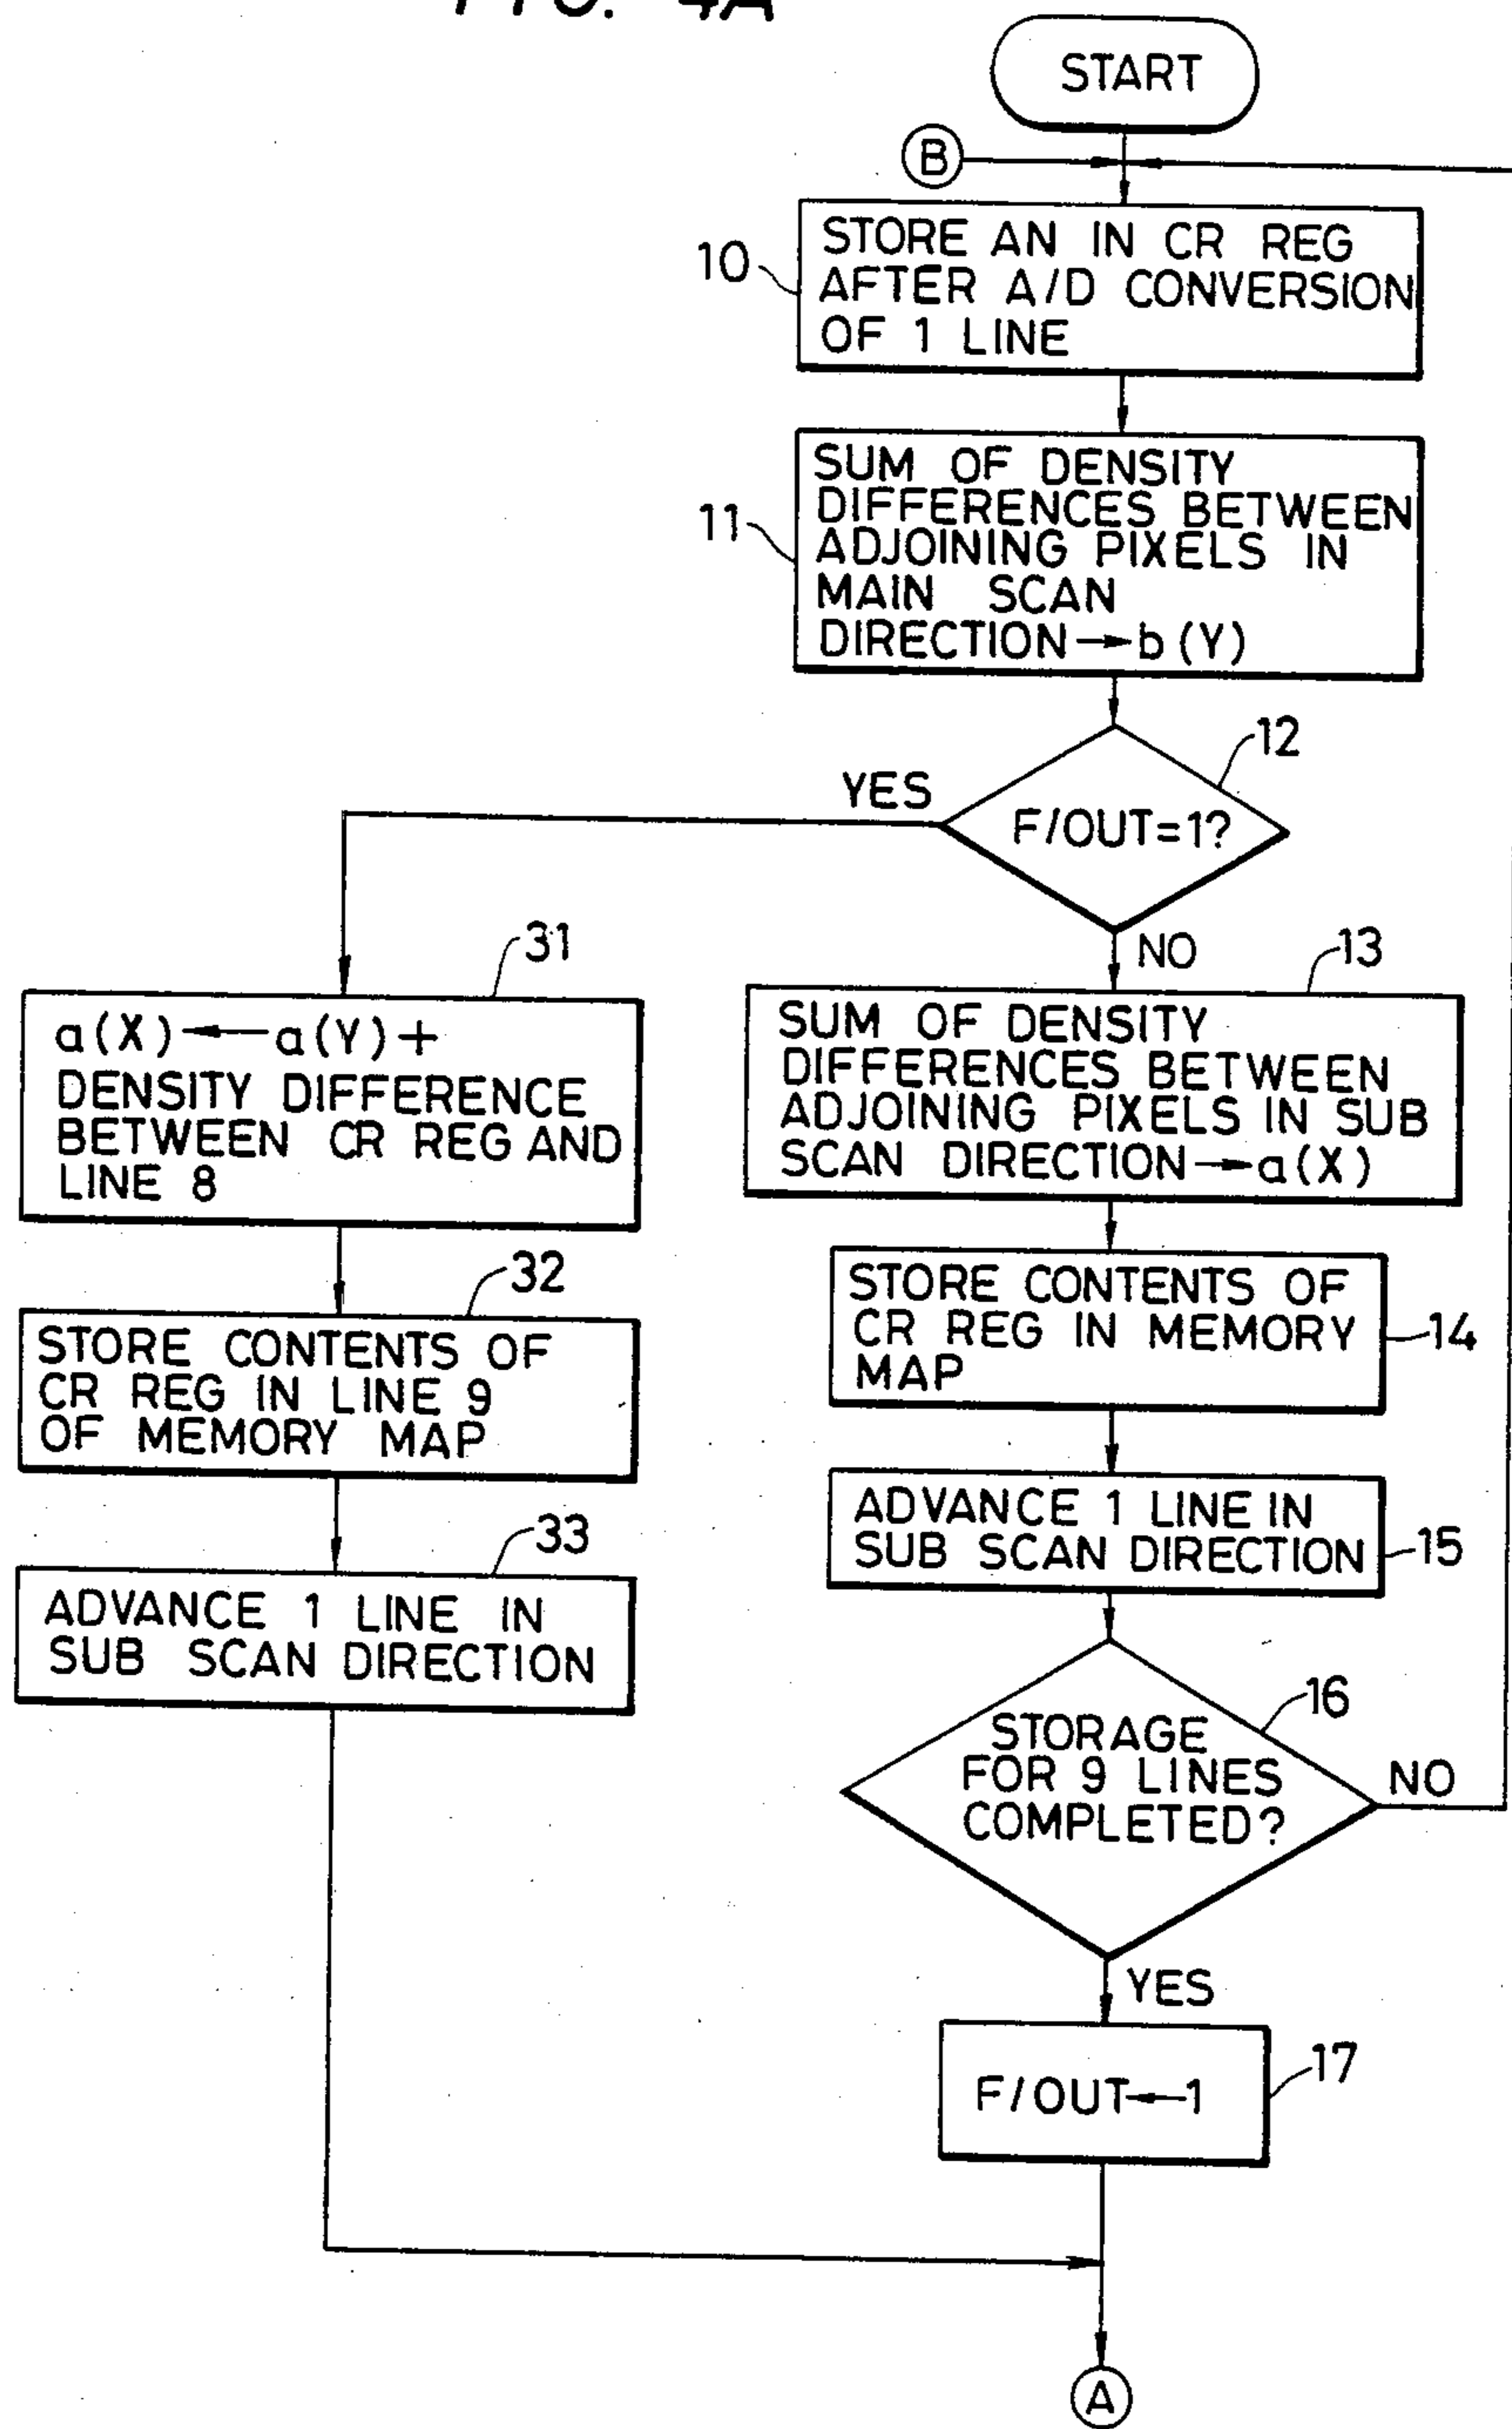 FIG. 4A
START
B
10
STORE AN IN CR REG
AFTER A/D CONVERSION
OF 1 LINE
11
SUM OF DENSITY
DIFFERENCES BETWEEN
ADJOINING PIXELS IN
MAIN SCAN
DIRECTION→b(Y)
12
YES
F/OUT=1?
NO
31
a(X)←a(Y)+
DENSITY DIFFERENCE
BETWEEN CR REG AND
LINE 8
13
SUM OF DENSITY
DIFFERENCES BETWEEN
ADJOINING PIXELS IN SUB
SCAN DIRECTION→a(X)
32
STORE CONTENTS OF
CR REG IN LINE 9
OF MEMORY MAP
STORE CONTENTS OF
CR REG IN MEMORY
MAP
14
33
ADVANCE 1 LINE IN
SUB SCAN DIRECTION
ADVANCE 1 LINE IN
SUB SCAN DIRECTION
15
16
STORAGE
FOR 9 LINES
COMPLETED?
NO
YES
17
F/OUT←1
A